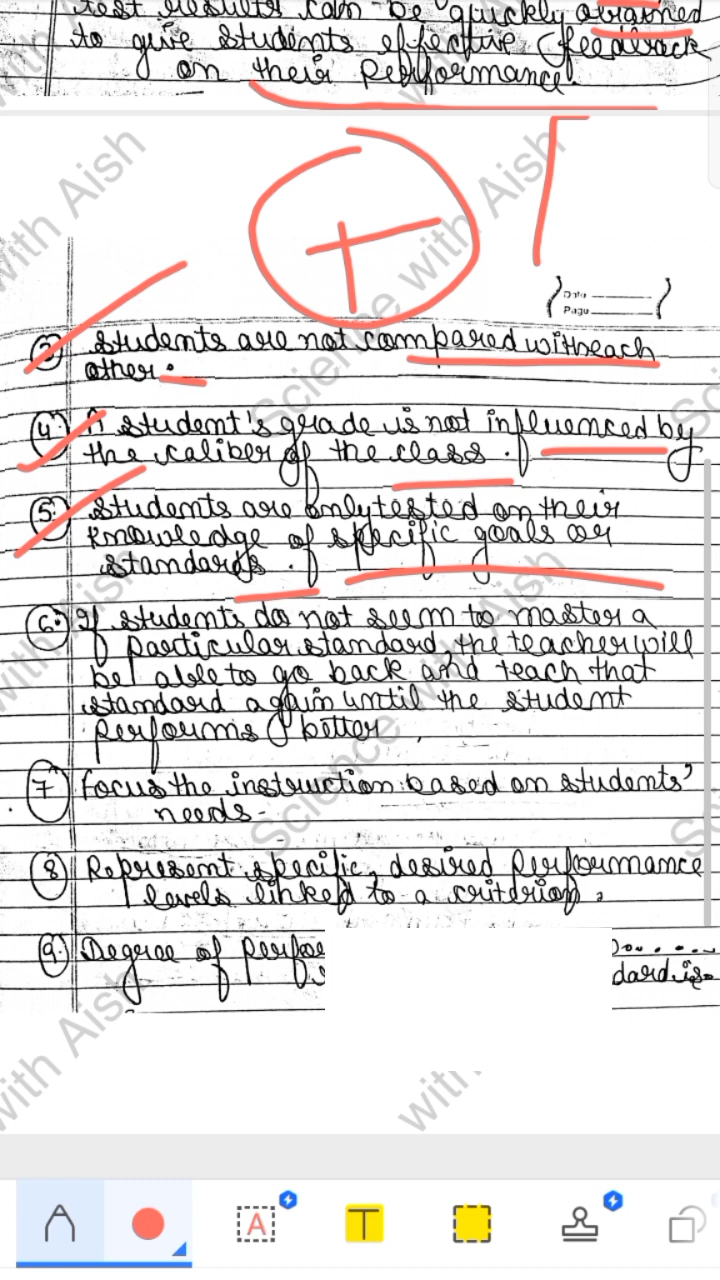 test results can be quickly obtained
to give students effective feedback
on their performance.
Date
Page
3 students are not compared with each
other.
4. A student's grade is not influenced by
the caliber of the class.
5. Students are only tested on their
knowledge of specific goals or
standards.
6. If students do not seem to master a
particular standard, the teacher will
be able to go back and teach that
standard again until the student
performs better.
7 Focus the instruction based on students'
needs-
8 Represent specific, desired performance
levels linked to a criterion.
9. Degree of
Science with Aish
T
A